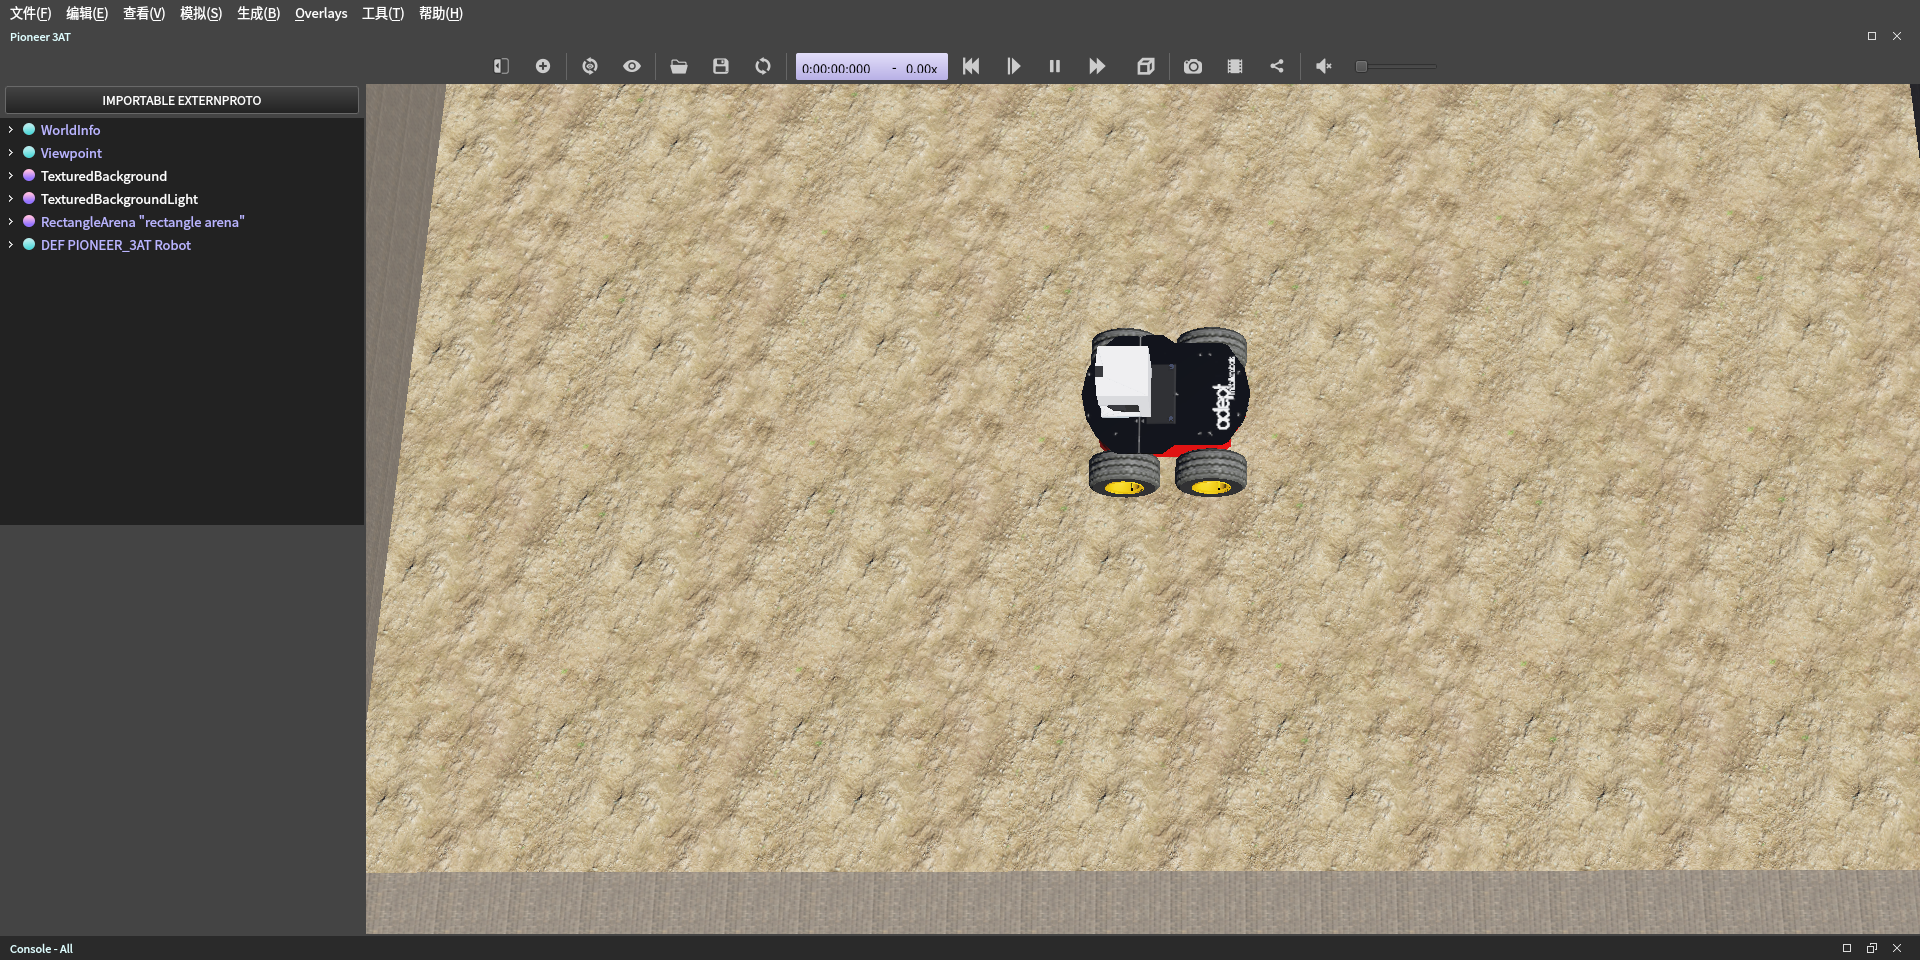 文件(F) 编辑(E) 查看(V) 模拟(S) 生成(B) Overlays 工具(T) 帮助(H)
Pioneer 3AT
0:00:00:000 - 0.00x
IMPORTABLE EXTERNPROTO
WorldInfo
Viewpoint
TexturedBackground
TexturedBackgroundLight
RectangleArena "rectangle arena"
DEF PIONEER_3AT Robot
adept
Console - All